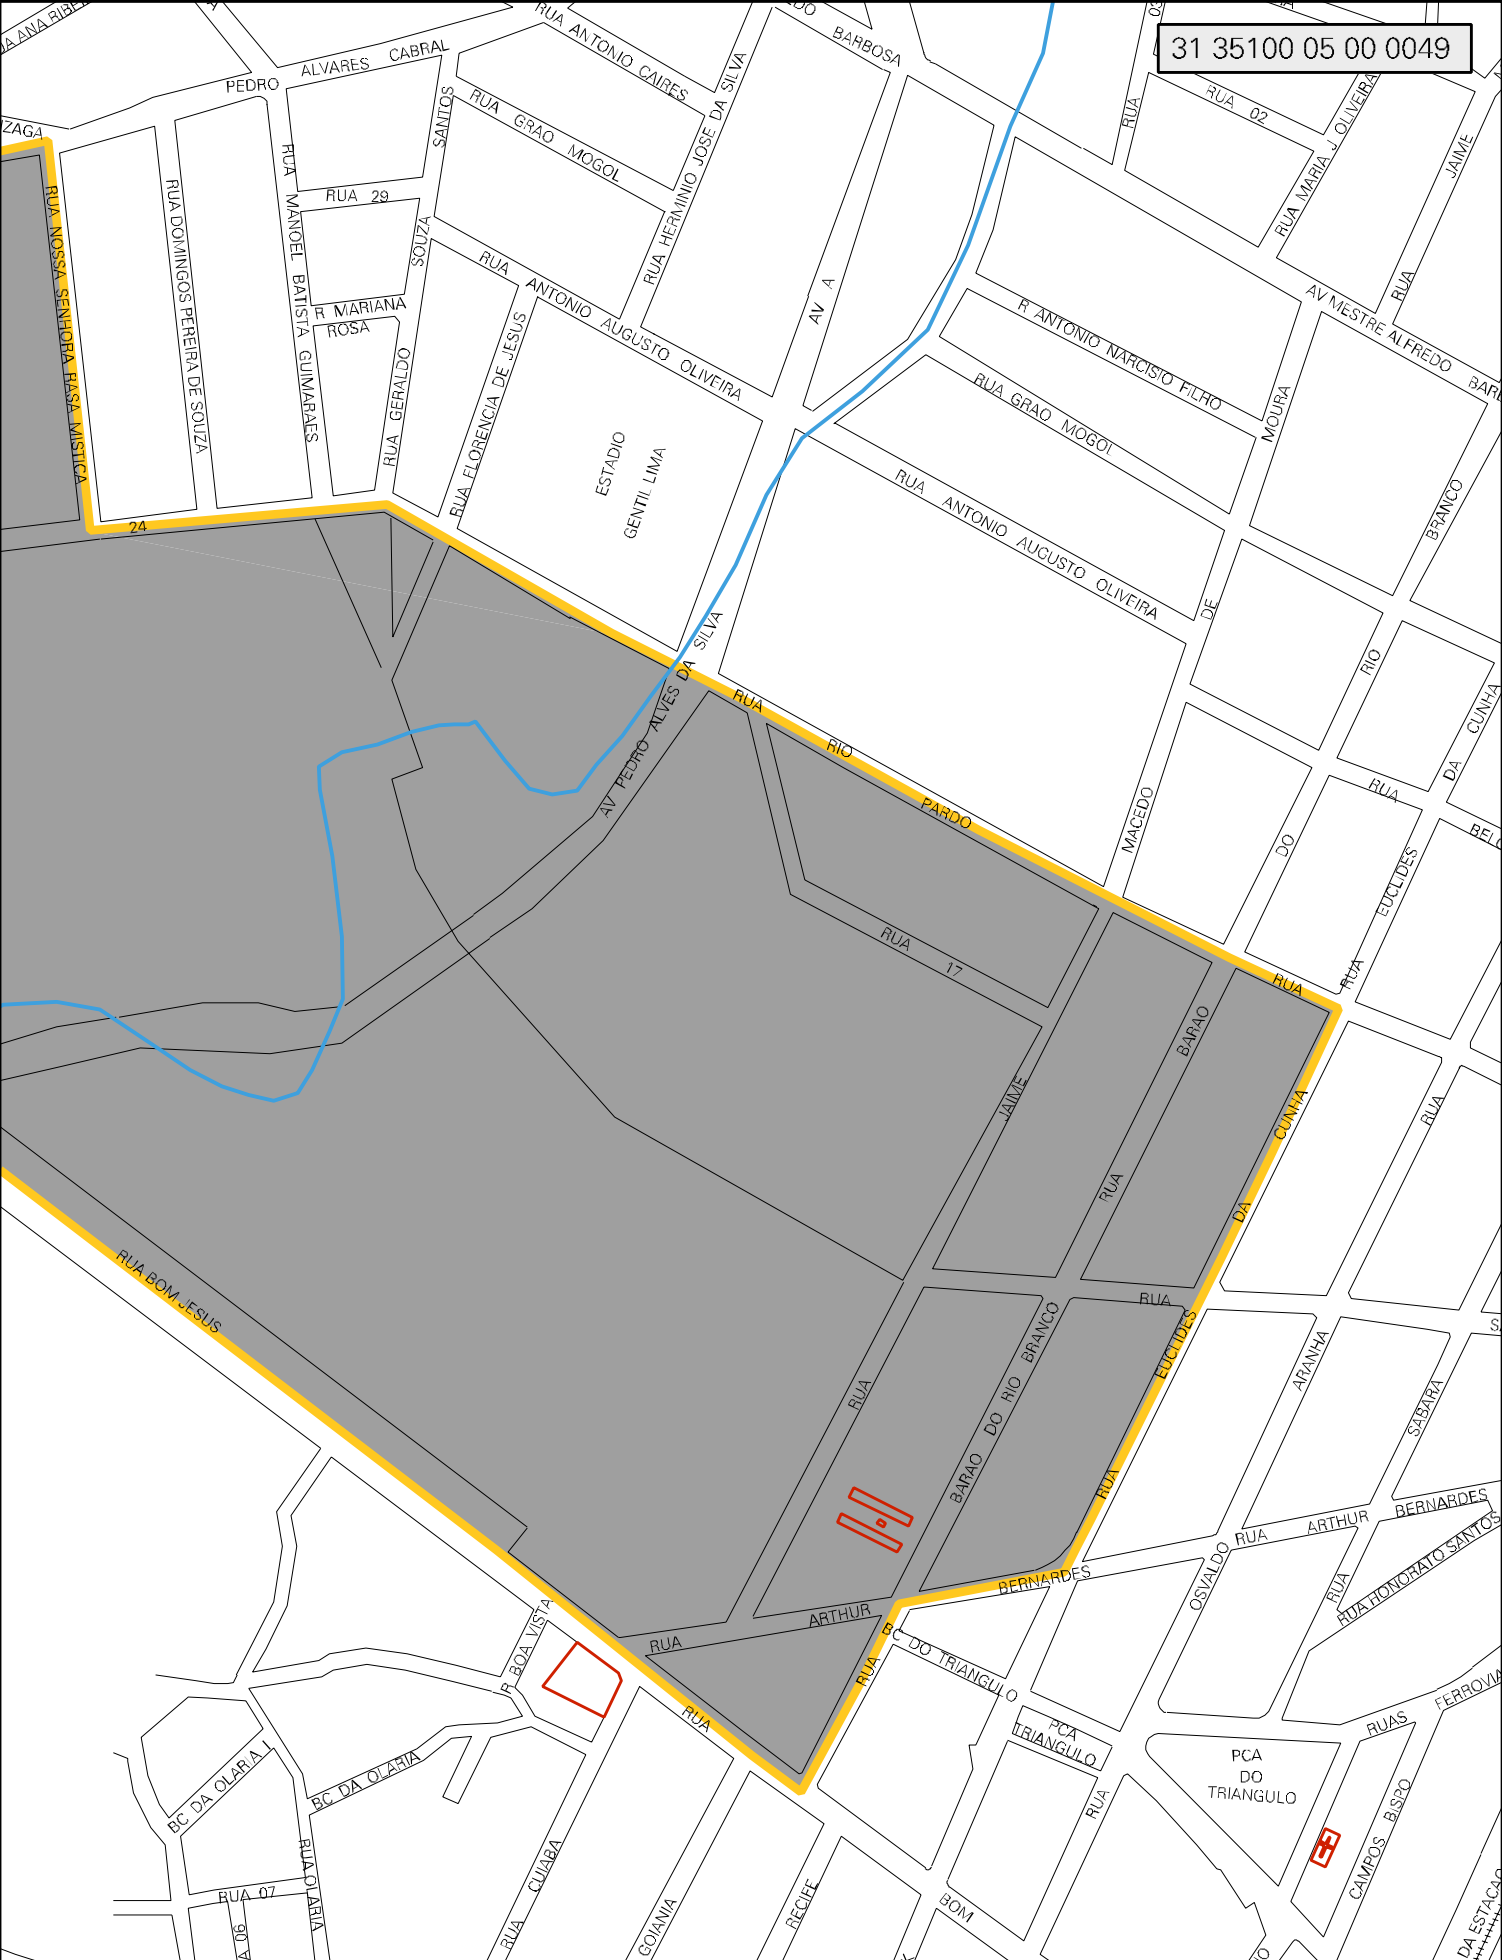 31 35100 05 00 0049
PEDRO ALVARES CABRAL
RUA ANTONIO CAIRES
BARBOSA
RUA 02
RUA
RUA GRAO MOGOL
RUA HERMINIO JOSE DA SILVA
RUA MARIA J OLIVEIRA
RUA JAIME
RUA NOSSA SENHORA RASA MISTICA
RUA DOMINGOS PEREIRA DE SOUZA
RUA MANOEL BATISTA GUIMARAES
RUA 29
R MARIANA
ROSA
RUA GERALDO SOUZA SANTOS
RUA FLORENCIA DE JESUS
RUA ANTONIO AUGUSTO OLIVEIRA
AV A
ESTADIO
GENTIL LIMA
R ANTONIO NARCISIO FILHO
RUA GRAO MOGOL
RUA ANTONIO AUGUSTO OLIVEIRA
AV MESTRE ALFREDO
MACEDO DE MOURA
DO RIO BRANCO
24
AV PEDRO ALVES DA SILVA
RUA RIO PARDO
RUA
RUA
RUA EUCLIDES DA CUNHA
RUA 17
RUA JAIME
RUA BARAO
RUA EUCLIDES DA CUNHA
RUA
BARAO DO RIO BRANCO
RUA
OSVALDO ARANHA
RUA SABARA
RUA BOM JESUS
RUA ARTHUR BERNARDES
RUA ARTHUR BERNARDES
RUA HONORATO SANTOS
R BOA VISTA
BC DO TRIANGULO
RUA
RUA
PCA
TRIANGULO
PCA
DO
TRIANGULO
RUAS
FERROVIA
CAMPOS BISPO
RUA
BC DA OLARIA I
BC DA OLARIA
RUA OLARIA
RUA 07
06
RUA CUIABA
GOIANIA
RECIFE
BOM
DA ESTACAO